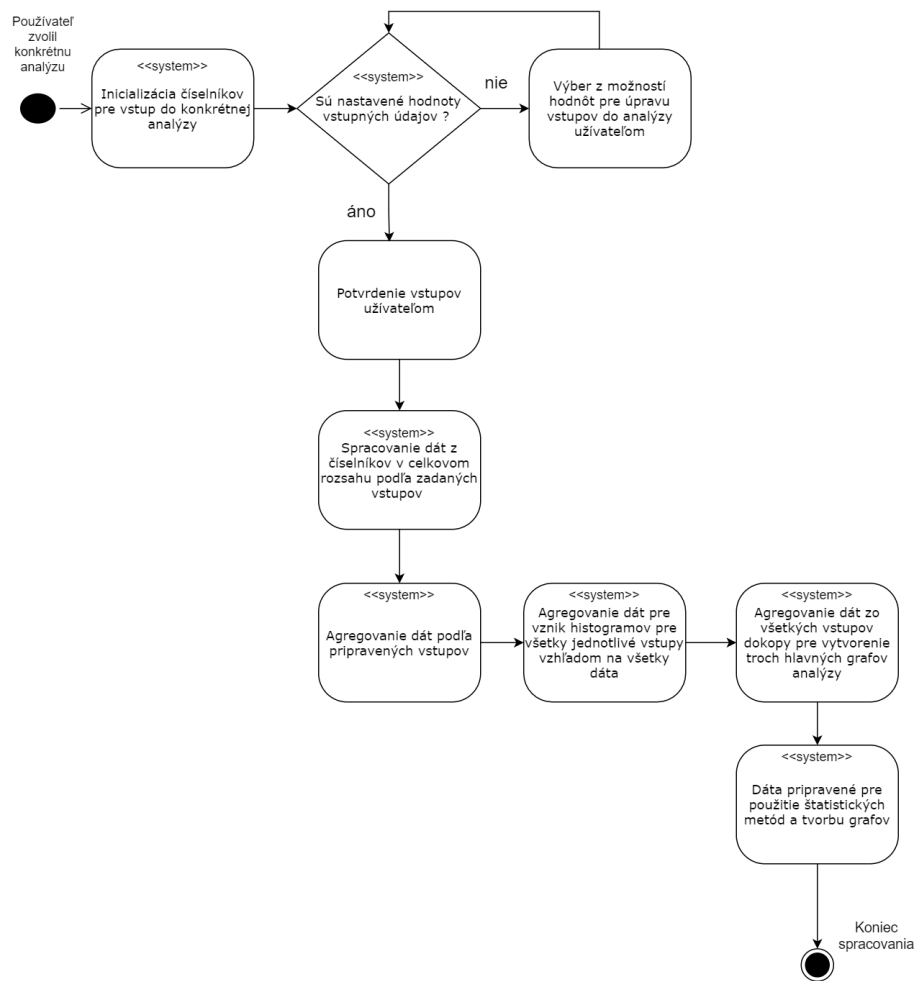 Používateľ
zvolil
konkrétnu
analýzu
<<system>>
Inicializácia číselníkov
pre vstup do konkrétnej
analýzy
<<system>>
Sú nastavené hodnoty
vstupných údajov ?
nie
Výber z možností
hodnôt pre úpravu
vstupov do analýzy
užívateľom
áno
Potvrdenie vstupov
užívateľom
<<system>>
Spracovanie dát z
číselníkov v celkovom
rozsahu podľa zadaných
vstupov
<<system>>
Agregovanie dát podľa
pripravených vstupov
<<system>>
Agregovanie dát pre
vznik histogramov pre
všetky jednotlivé vstupy
vzhľadom na všetky
dáta
<<system>>
Agregovanie dát zo
všetkých vstupov
dokopy pre vytvorenie
troch hlavných grafov
analýzy
<<system>>
Dáta pripravené pre
použitie štatistických
metód a tvorbu grafov
Koniec
spracovania